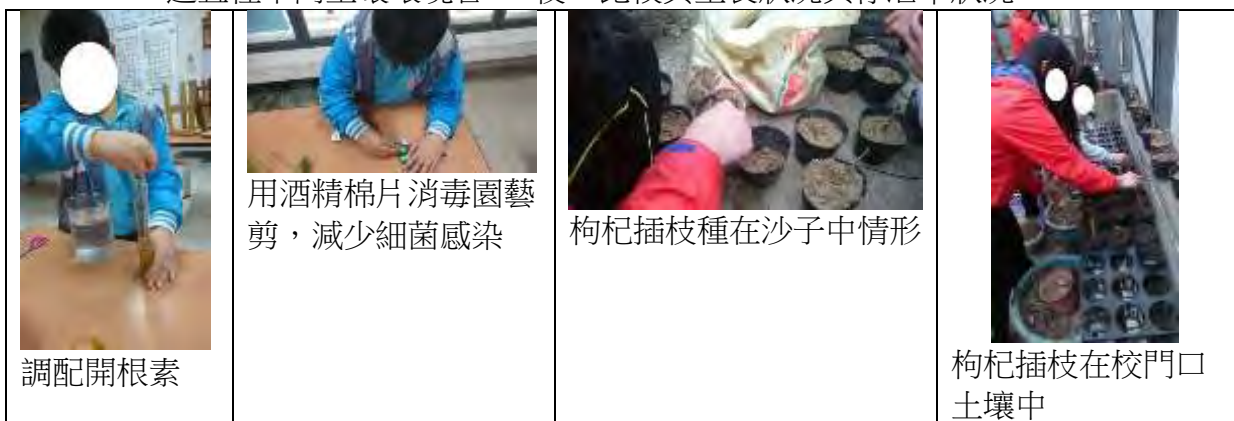 調配開根素
用酒精棉片消毒園藝
剪，減少細菌感染
枸杞插枝種在沙子中情形
枸杞插枝在校門口
土壤中